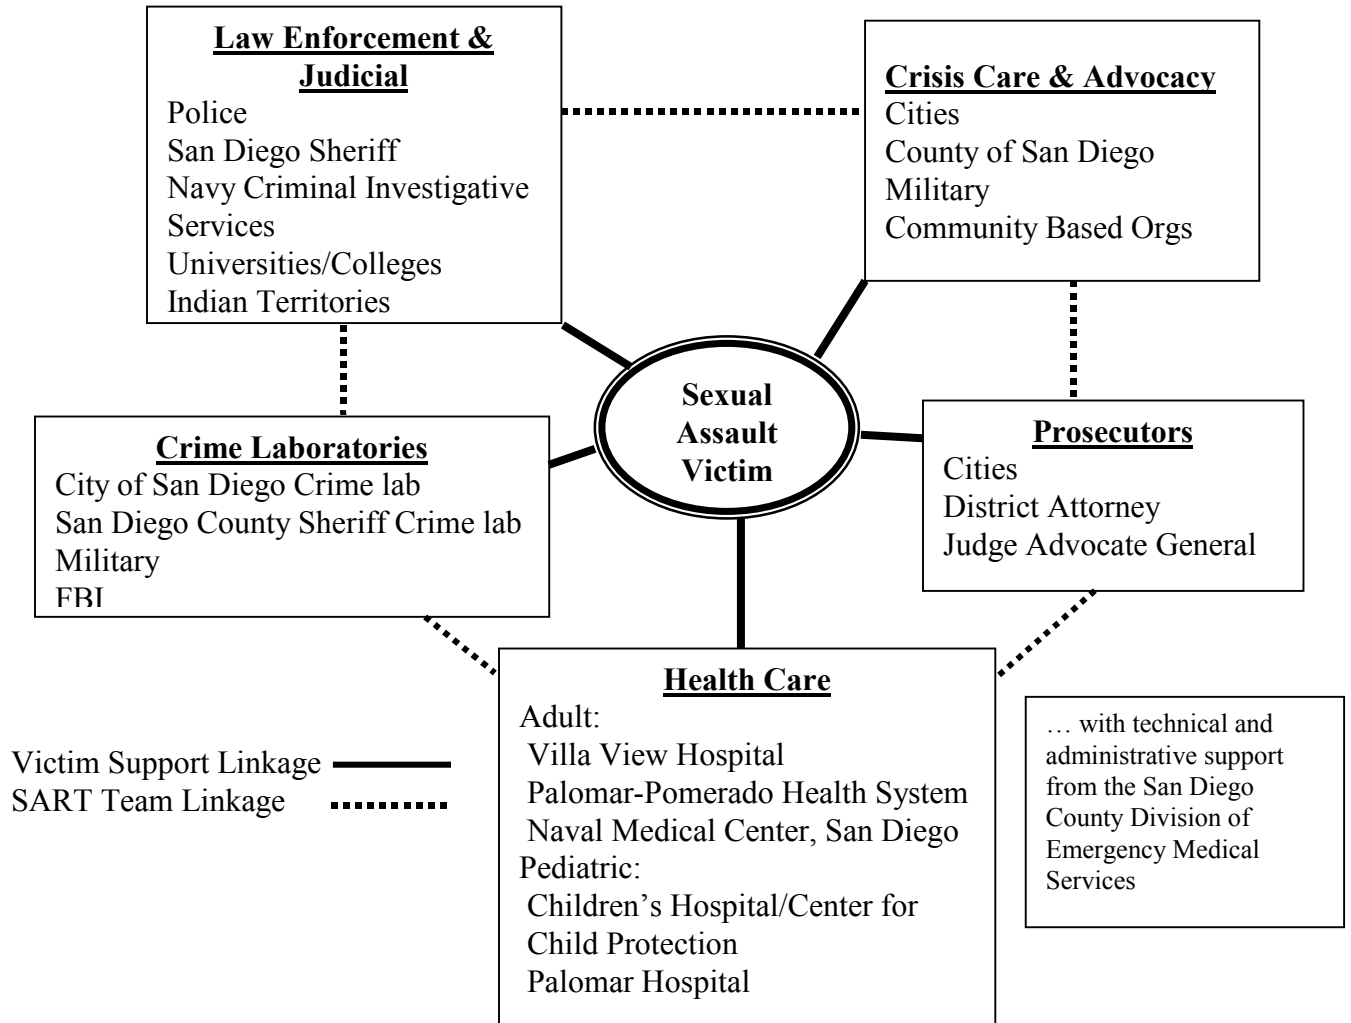 Law Enforcement &
Judicial
Police
San Diego Sheriff
Navy Criminal Investigative
Services
Universities/Colleges
Indian Territories
Crisis Care & Advocacy
Cities
County of San Diego
Military
Community Based Orgs
Sexual
Assault
Victim
Crime Laboratories
City of San Diego Crime lab
San Diego County Sheriff Crime lab
Military
FBI
Prosecutors
Cities
District Attorney
Judge Advocate General
Health Care
Adult:
Villa View Hospital
Palomar-Pomerado Health System
Naval Medical Center, San Diego
Pediatric:
Children’s Hospital/Center for
Child Protection
Palomar Hospital
Victim Support Linkage
SART Team Linkage
… with technical and
administrative support
from the San Diego
County Division of
Emergency Medical
Services